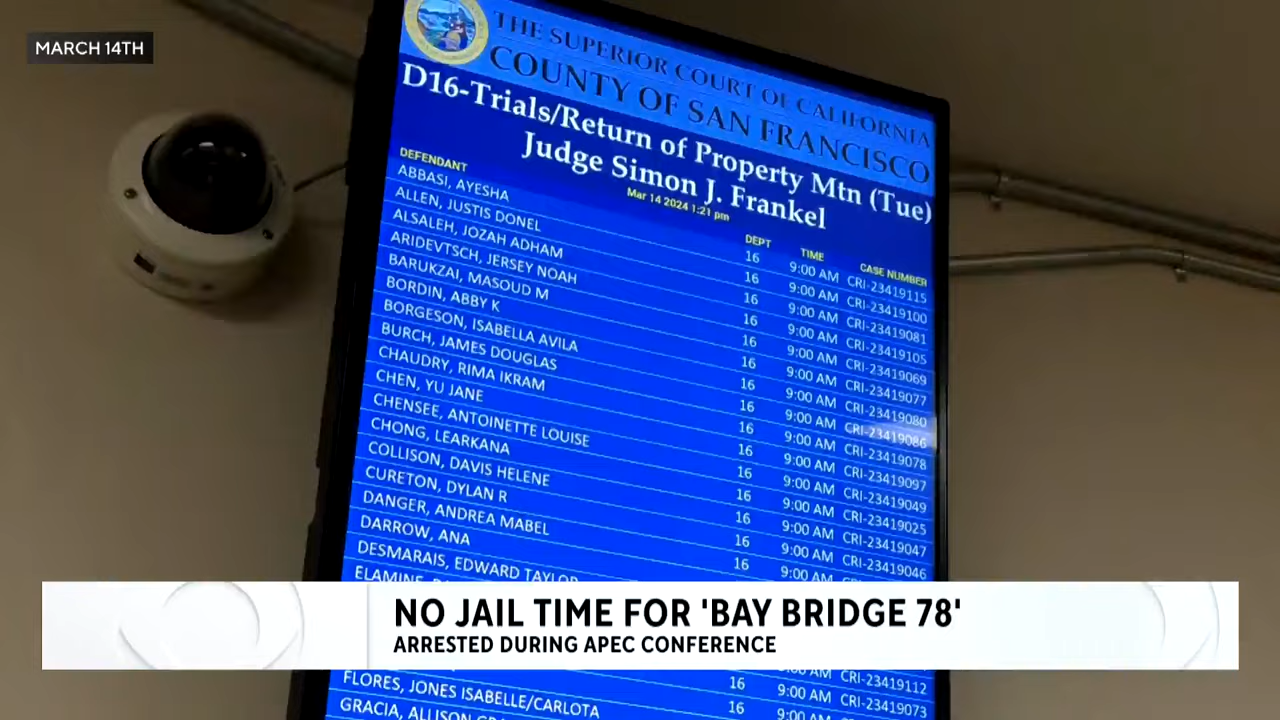 MARCH 14TH
THE SUPERIOR COURT OF CALIFORNIA
COUNTY OF SAN FRANCISCO
D16-Trials/Return of Property Mtn (Tue)
Judge Simon J. Frankel
Mar 14 2024 1:21 pm
DEFENDANT DEPT TIME CASE NUMBER
ABBASI, AYESHA 16 9:00 AM CRI-23419115
ALLEN, JUSTIS DONEL 16 9:00 AM CRI-23419100
ALSALEH, JOZAH ADHAM 16 9:00 AM CRI-23419081
ARIDEVTSCH, JERSEY NOAH 16 9:00 AM CRI-23419105
BARUKZAI, MASOUD M 16 9:00 AM CRI-23419069
BORDIN, ABBY K 16 9:00 AM CRI-23419077
BORGESON, ISABELLA AVILA 16 9:00 AM CRI-23419080
BURCH, JAMES DOUGLAS 16 9:00 AM CRI-23419086
CHAUDRY, RIMA IKRAM 16 9:00 AM CRI-23419078
CHEN, YU JANE 16 9:00 AM CRI-23419097
CHENSEE, ANTOINETTE LOUISE 16 9:00 AM CRI-23419049
CHONG, LEARKANA 16 9:00 AM CRI-23419025
COLLISON, DAVIS HELENE 16 9:00 AM CRI-23419047
CURETON, DYLAN R 16 9:00 AM CRI-23419046
DANGER, ANDREA MABEL 16 9:00 AM
DARROW, ANA
DESMARAIS, EDWARD TAYLOR
ELAMINE,
NO JAIL TIME FOR 'BAY BRIDGE 78'
ARRESTED DURING APEC CONFERENCE
9:00 AM CRI-23419112
16 9:00 AM CRI-23419073
FLORES, JONES ISABELLE/CARLOTA 16 9:00 AM
GRACIA, ALLISON